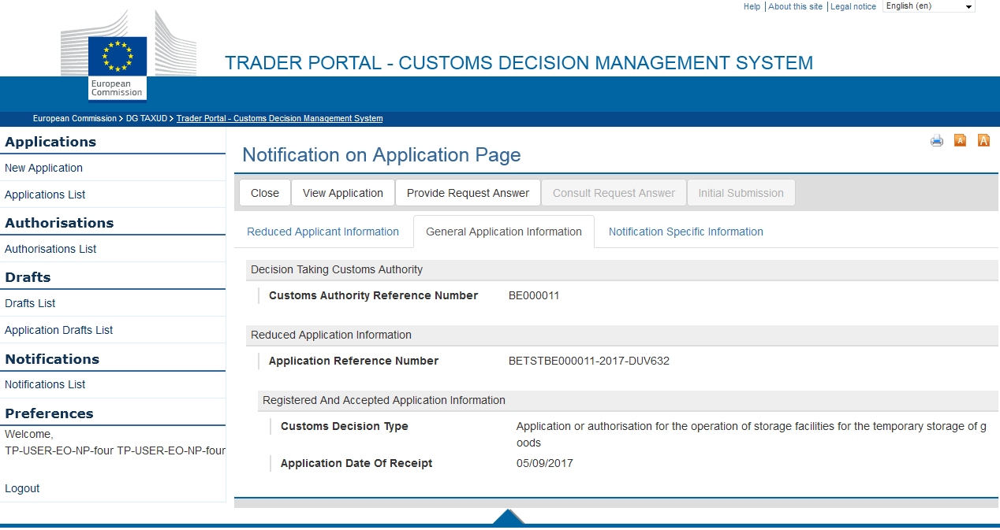 Help About this site Legal notice English (en)
TRADER PORTAL - CUSTOMS DECISION MANAGEMENT SYSTEM
European
Commission
European Commission > DG TAXUD > Trader Portal - Customs Decision Management System
Applications
New Application
Applications List
Authorisations
Authorisations List
Drafts
Drafts List
Application Drafts List
Notifications
Notifications List
Preferences
Welcome,
TP-USER-EO-NP-four TP-USER-EO-NP-four
Logout
A A
Notification on Application Page
Close View Application Provide Request Answer Consult Request Answer Initial Submission
Reduced Applicant Information General Application Information Notification Specific Information
Decision Taking Customs Authority
Customs Authority Reference Number BE000011
Reduced Application Information
Application Reference Number BETSTBE000011-2017-DUV632
Registered And Accepted Application Information
Customs Decision Type Application or authorisation for the operation of storage facilities for the temporary storage of g
oods
Application Date Of Receipt 05/09/2017